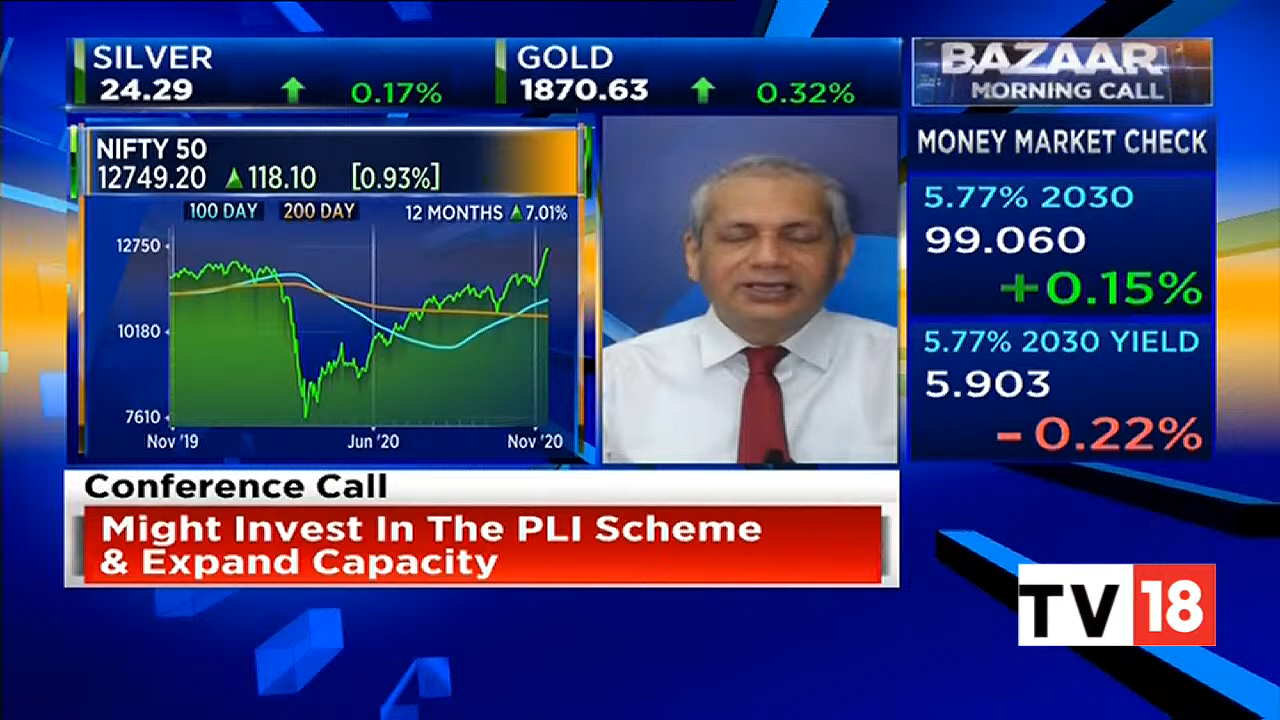 SILVER
24.29 0.17%
GOLD
1870.63 0.32%
BAZAAR
MORNING CALL
NIFTY 50
12749.20 118.10 [0.93%]
100 DAY 200 DAY 12 MONTHS 7.01%
12750
10180
7610
Nov '19 Jun '20 Nov '20
MONEY MARKET CHECK
5.77% 2030
99.060
+0.15%
5.77% 2030 YIELD
5.903
- 0.22%
Conference Call
Might Invest In The PLI Scheme
& Expand Capacity
TV 18